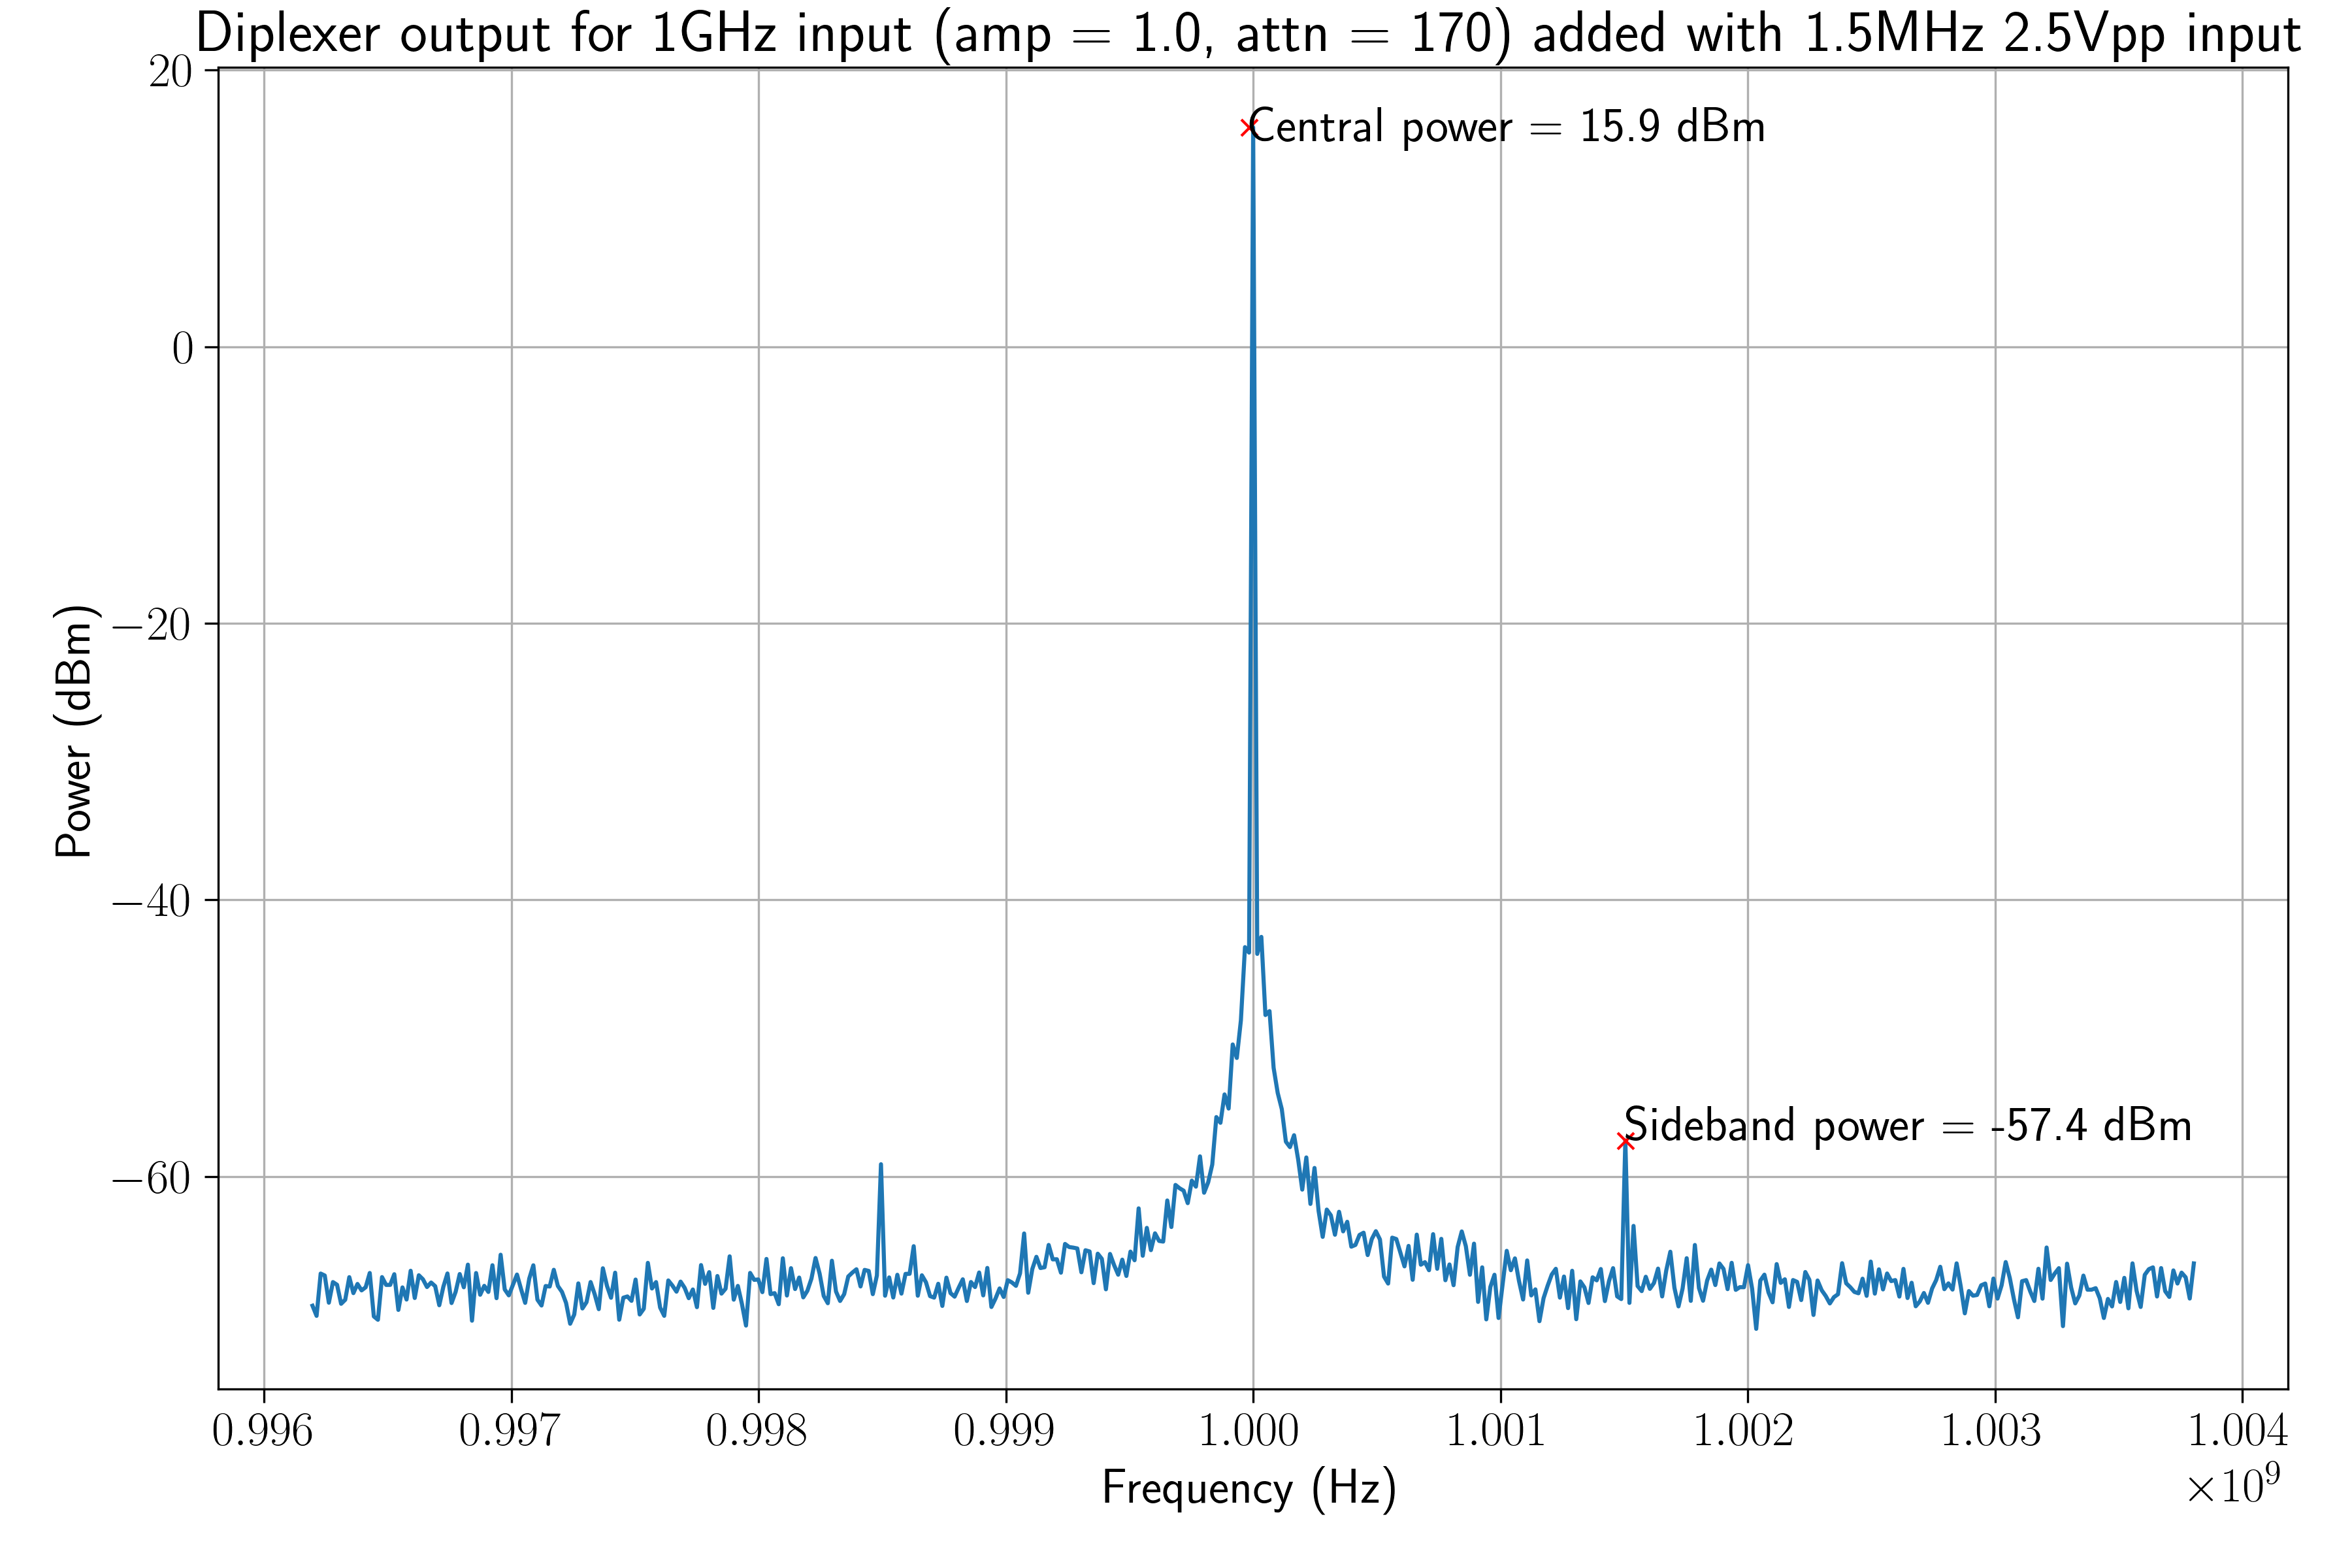 Diplexer output for 1GHz input (amp = 1.0, attn = 170) added with 1.5MHz 2.5Vpp input
20
Central power = 15.9 dBm
0
−20
Power (dBm)
−40
Sideband power = -57.4 dBm
−60
0.996 0.997 0.998 0.999 1.000 1.001 1.002 1.003 1.004
Frequency (Hz)
×10⁹